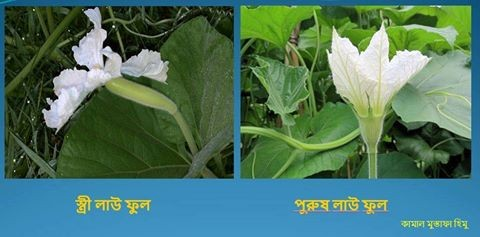 স্ত্রী লাউ ফুল
পুরুষ লাউ ফুল
কামাল মুস্তাফা হিমু